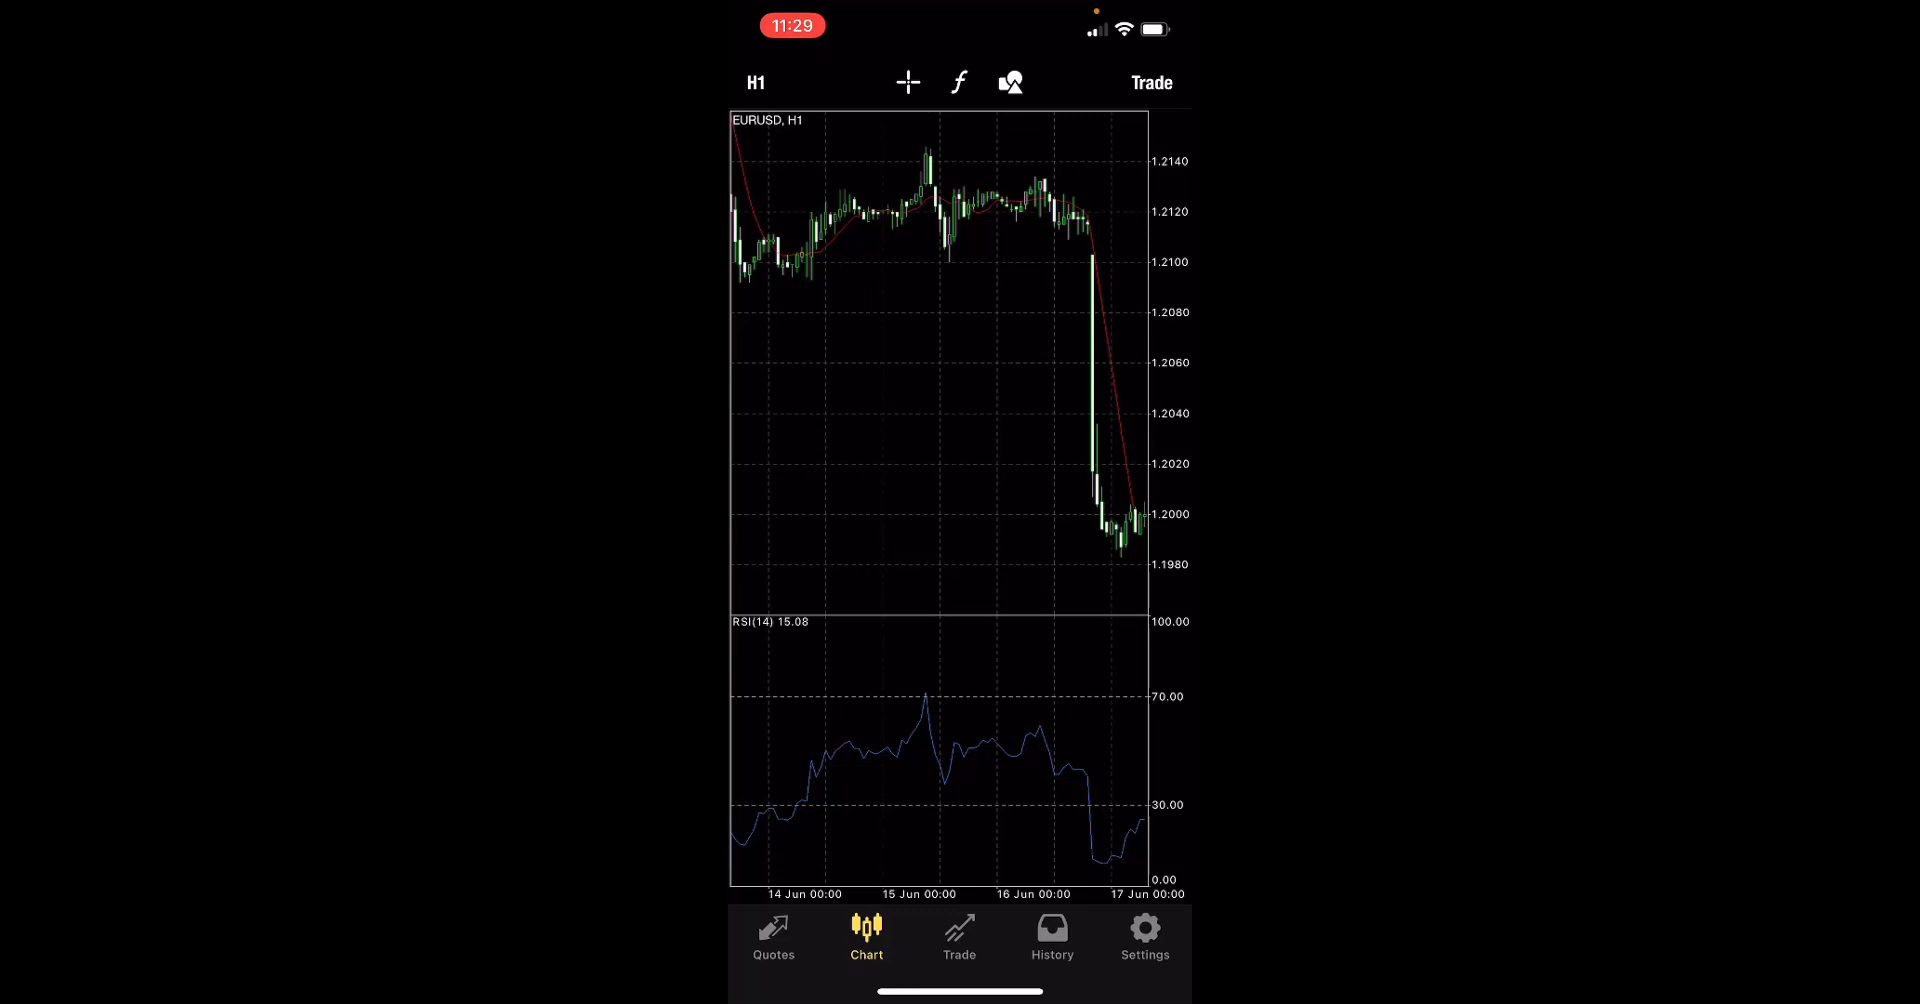 11:29
H1 f Trade
EURUSD, H1
1.2140
1.2120
1.2100
1.2080
1.2060
1.2040
1.2020
1.2000
1.1980
RSI(14) 15.08
100.00
70.00
30.00
0.00
14 Jun 00:00 15 Jun 00:00 16 Jun 00:00 17 Jun 00:00
Quotes Chart Trade History Settings